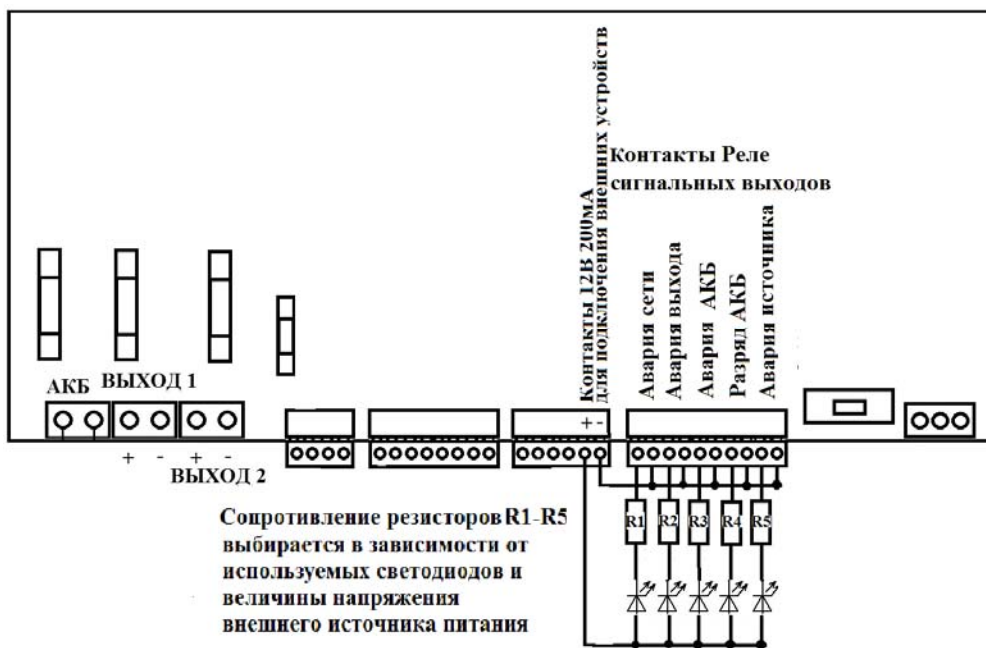 Контакты 12В 200мА
для подключения внешних устройств
Контакты Реле
сигнальных выходов
Авария сети
Авария выхода
Авария АКБ
Разряд АКБ
Авария источника
АКБ
ВЫХОД 1
+ -
+ - + -
ВЫХОД 2
R1 R2 R3 R4 R5
Сопротивление резисторов R1-R5
выбирается в зависимости от
используемых светодиодов и
величины напряжения
внешнего источника питания